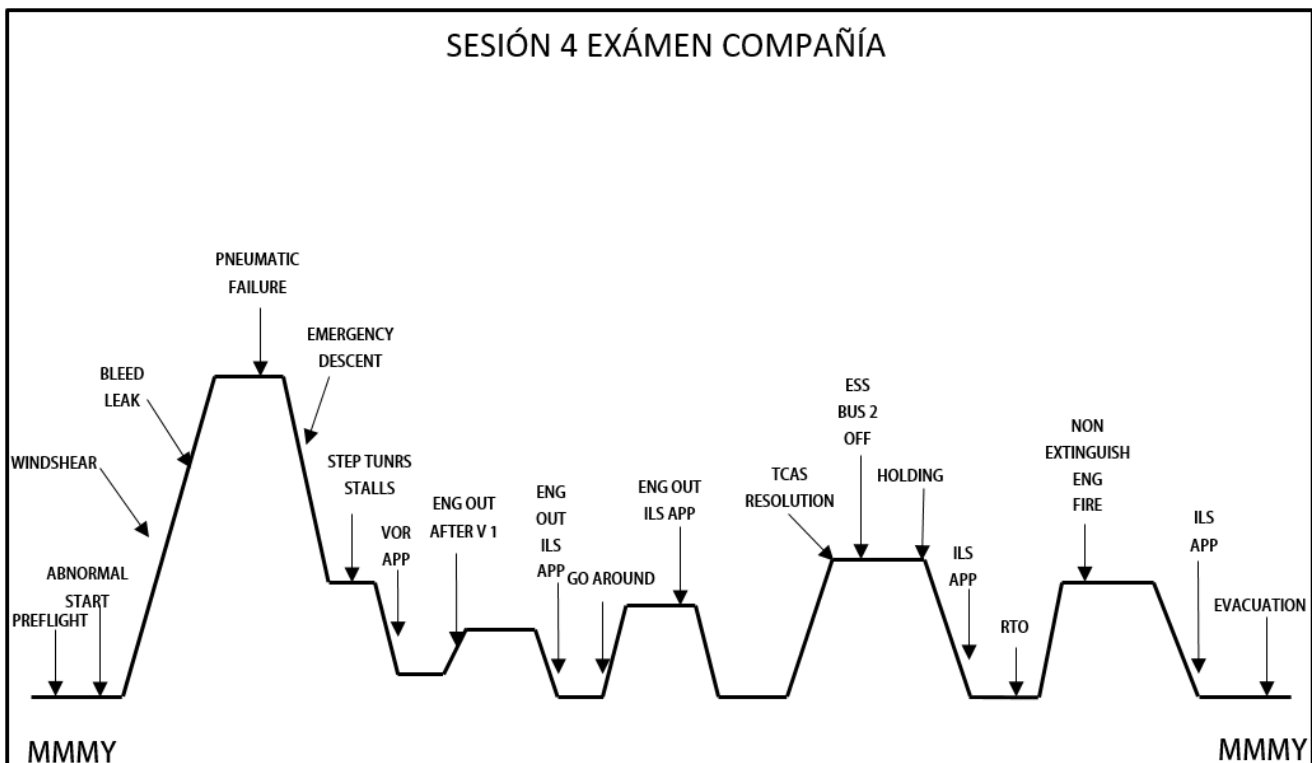 SESIÓN 4 EXÁMEN COMPAÑÍA
PNEUMATIC
FAILURE
EMERGENCY
DESCENT
BLEED
LEAK
WINDSHEAR
ABNORMAL
START
PREFLIGHT
STEP TUNRS
STALLS
VOR
APP
ENG OUT
AFTER V 1
ENG
OUT
ILS
APP
GO AROUND
ENG OUT
ILS APP
TCAS
RESOLUTION
ESS
BUS 2
OFF
HOLDING
ILS
APP
RTO
NON
EXTINGUISH
ENG
FIRE
ILS
APP
EVACUATION
MMMY
MMMY